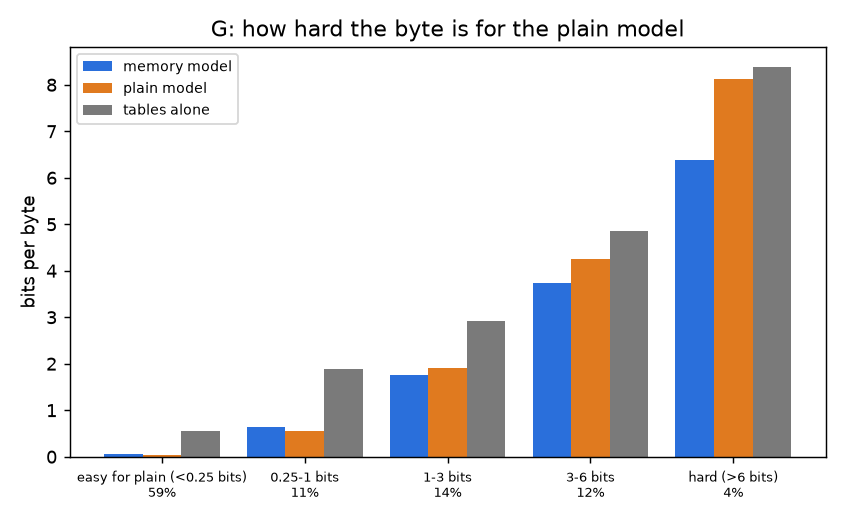 G: how hard the byte is for the plain model
memory model
plain model
tables alone
bits per byte
8
7
6
5
4
3
2
1
0
easy for plain (<0.25 bits)
59%
0.25-1 bits
11%
1-3 bits
14%
3-6 bits
12%
hard (>6 bits)
4%